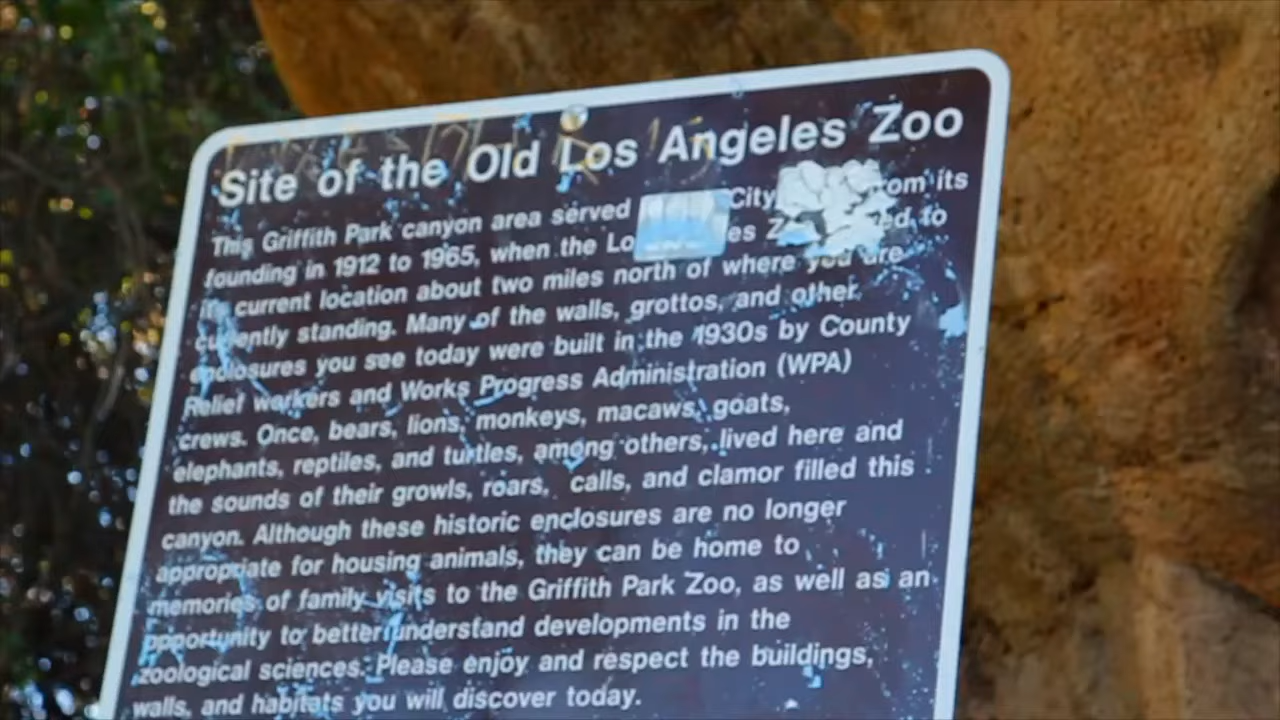 Site of the Old Los Angeles Zoo
This Griffith Park canyon area served City from its
founding in 1912 to 1965, when the to
its current location about two miles north of where you are
currently standing. Many of the walls, grottos, and other
enclosures you see today were built in the 1930s by County
Relief workers and Works Progress Administration (WPA)
crews. Once, bears, lions, monkeys, macaws, goats,
elephants, reptiles, and turtles, among others, lived here and
the sounds of their growls, roars, calls, and clamor filled this
canyon. Although these historic enclosures are no longer
appropriate for housing animals, they can be home to
memories of family visits to the Griffith Park Zoo, as well as an
opportunity to better understand developments in the
zoological sciences. Please enjoy and respect the buildings,
walls, and habitats you will discover today.